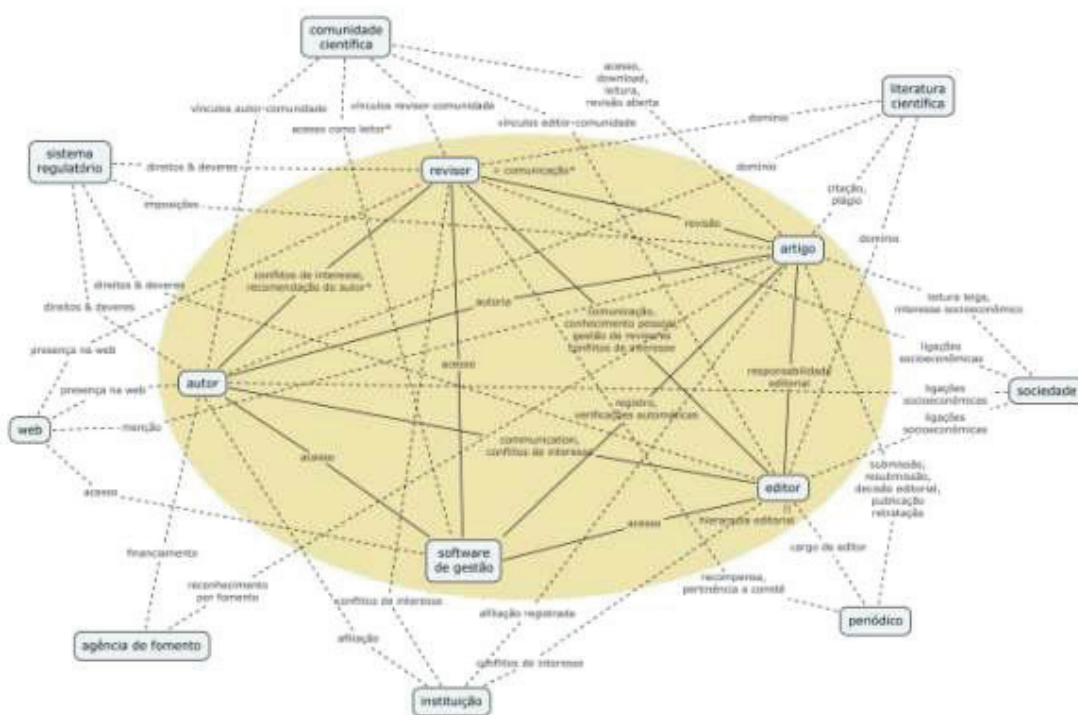 comunidade
científica
acesso,
download,
leitura,
revisão aberta
literatura
científica
vínculos autor-comunidade
vínculos revisor-comunidade
acesso como leitor*
vínculos editor-comunidade
domínio
sistema
regulatório
direitos & deveres
revisor
= comunicação*
domínio
imposições
citação,
plágio
revisão
domínio
artigo
conflitos de interesse,
recomendação do autor*
direitos & deveres
autoria
leitura leiga,
interesse socioeconômico
direitos & deveres
comunicação,
conhecimento pessoal,
gestão de revisores
conflitos de interesse
presença na web
acesso
ligações
socioeconômicas
responsabilidade
editorial
autor
presença na web
ligações
socioeconômicas
sociedade
registro,
verificações automáticas
web
menção
ligações
socioeconômicas
communication,
conflitos de interesse
acesso
submissão,
resubmissão,
decisão editorial,
publicação
retratação
editor
acesso
acesso
hierarquia editorial
software
de gestão
cargo de editor
financiamento
reconhecimento
por fomento
conflitos de interesse
afiliação registrada
recompensa,
pertinência a comitê
periódico
agência de fomento
afiliação
conflitos de interesse
instituição